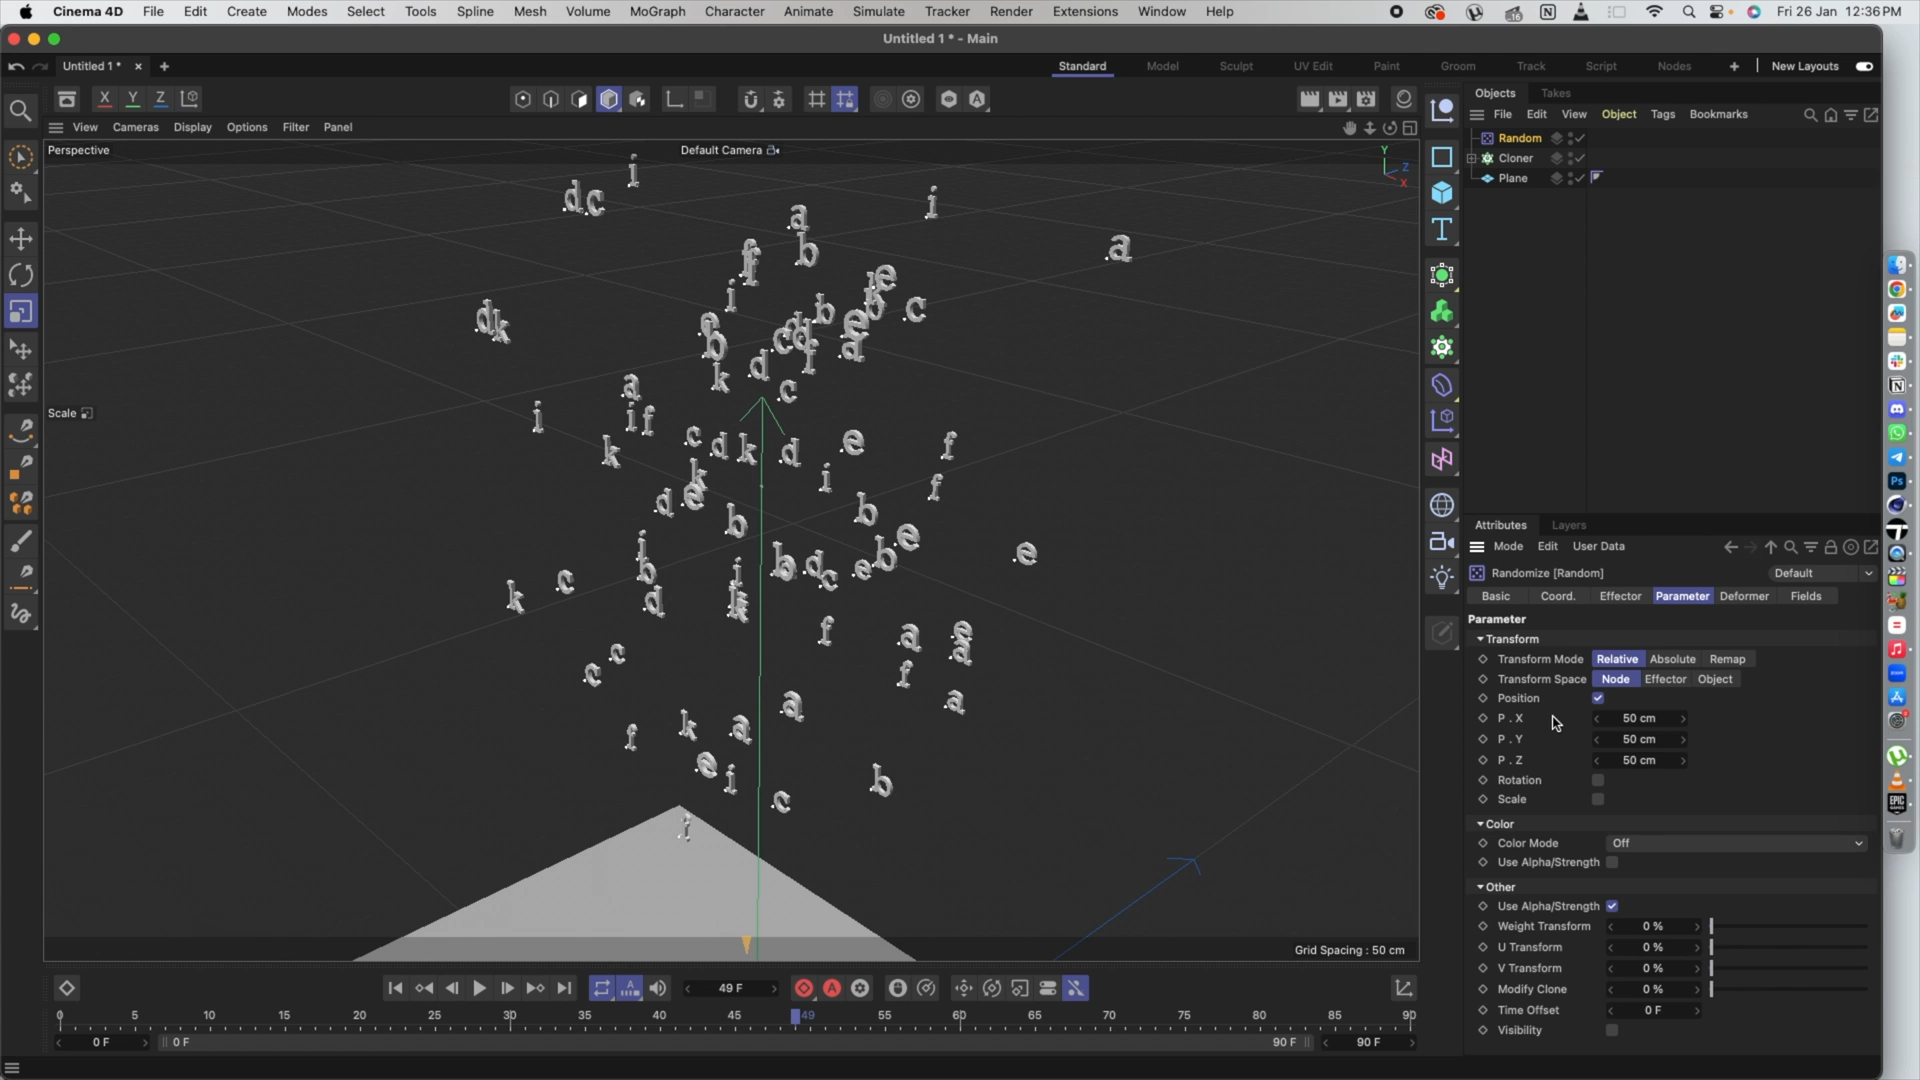 Cinema 4D File Edit Create Modes Select Tools Spline Mesh Volume MoGraph Character Animate Simulate Tracker Render Extensions Window Help Fri 26 Jan 12:36 PM
Untitled 1 * - Main
Untitled 1 * Standard Model Sculpt UV Edit Paint Groom Track Script Nodes New Layouts
X Y Z
Objects Takes
View Cameras Display Options Filter Panel
File Edit View Object Tags Bookmarks
Perspective
Default Camera
Y
Z
X
Random
Cloner
Plane
i
d c
i
a
b
a
f
f
i
e
c
b
d k
e
b
c d
e
a
d
k
c
a
i
i f
k
c d k d e f
i
f
k
d e
b
b
e
e
Scale
i
b
d
k c
i
k
b d c e b
f
a
e
a
f
c
c
a
a
f
k a
e
i
c
b
f
Grid Spacing : 50 cm
Attributes Layers
Mode Edit User Data
Randomize [Random] Default
Basic Coord. Effector Parameter Deformer Fields
Parameter
Transform
Transform Mode Relative Absolute Remap
Transform Space Node Effector Object
Position
P . X 50 cm
P . Y 50 cm
P . Z 50 cm
Rotation
Scale
Color
Color Mode Off
Use Alpha/Strength
Other
Use Alpha/Strength
Weight Transform 0 %
U Transform 0 %
V Transform 0 %
Modify Clone 0 %
Time Offset 0 F
Visibility
49 F
0 5 10 15 20 25 30 35 40 45 49 55 60 65 70 75 80 85 90
0 F 0 F 90 F 90 F
Ps
EPIC